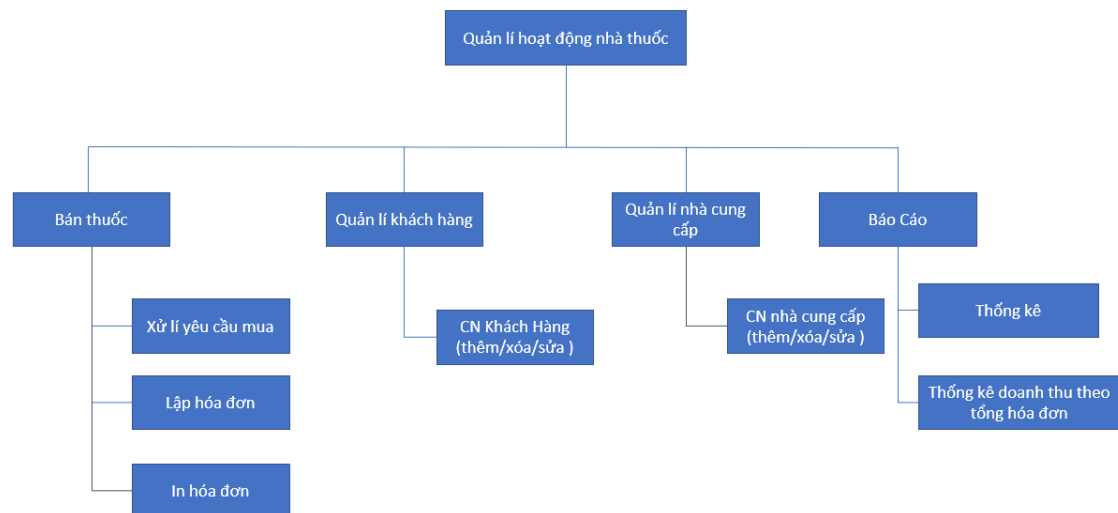 Quản lí hoạt động nhà thuốc
Bán thuốc
Quản lí khách hàng
Quản lí nhà cung
cấp
Báo Cáo
Xử lí yêu cầu mua
Lập hóa đơn
In hóa đơn
CN Khách Hàng
(thêm/xóa/sửa )
CN nhà cung cấp
(thêm/xóa/sửa )
Thống kê
Thống kê doanh thu theo
tổng hóa đơn